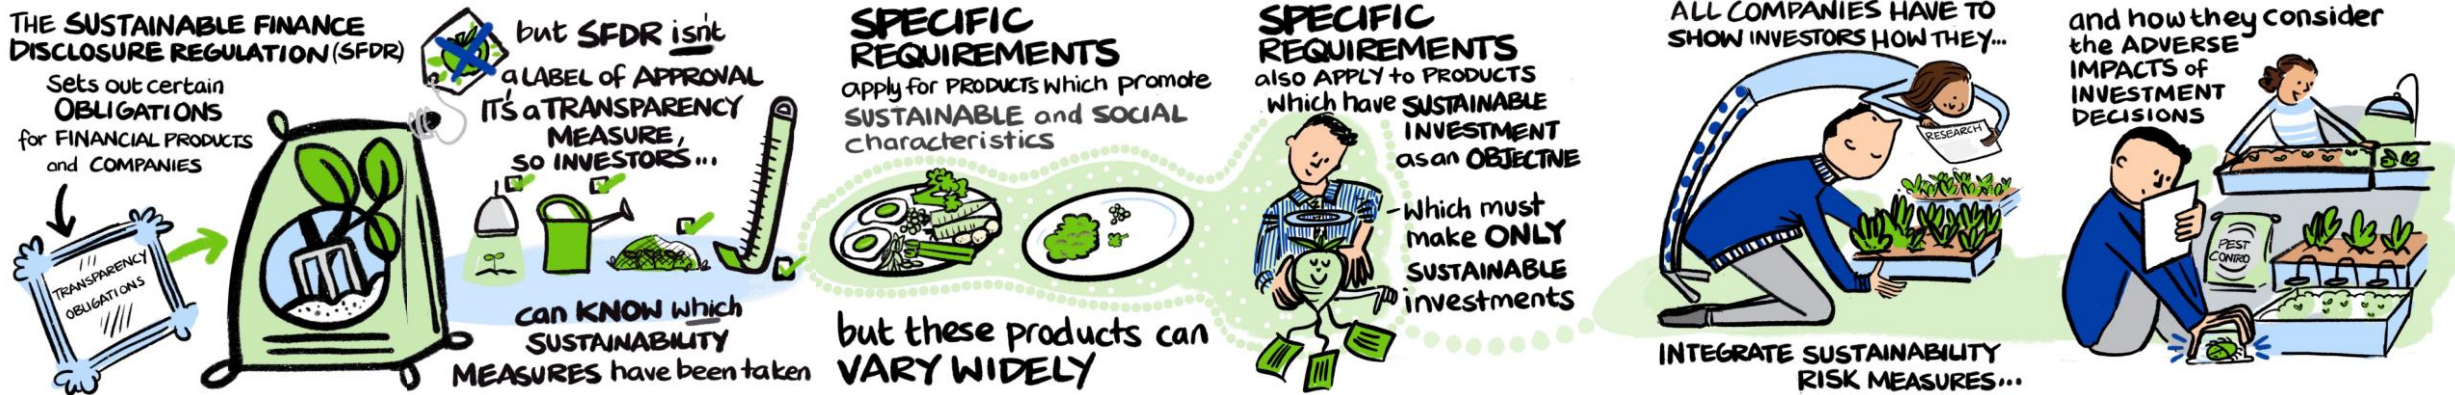 THE SUSTAINABLE FINANCE
DISCLOSURE REGULATION (SFDR)
Sets out certain
OBLIGATIONS
for FINANCIAL PRODUCTS
and COMPANIES
TRANSPARENCY
OBLIGATIONS
but SFDR isn't
a LABEL of APPROVAL
IT'S a TRANSPARENCY
MEASURE,
SO INVESTORS...
can KNOW which
SUSTAINABILITY
MEASURES have been taken
SPECIFIC
REQUIREMENTS
apply for PRODUCTS which promote
SUSTAINABLE and SOCIAL
characteristics
but these products can
VARY WIDELY
SPECIFIC
REQUIREMENTS
also APPLY to PRODUCTS
which have SUSTAINABLE
INVESTMENT
as an OBJECTIVE
- Which must
make ONLY
SUSTAINABLE
investments
ALL COMPANIES HAVE TO
SHOW INVESTORS HOW THEY...
RESEARCH
INTEGRATE SUSTAINABILITY
RISK MEASURES...
and how they consider
the ADVERSE
IMPACTS of
INVESTMENT
DECISIONS
PEST
CONTRO